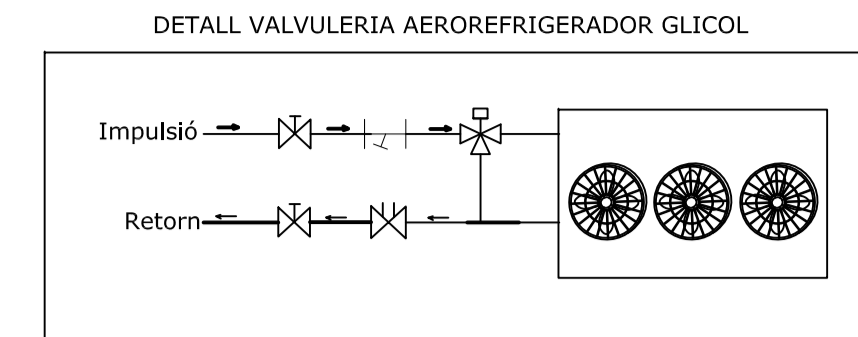 DETALL VALVULERIA AEROREFRIGERADOR GLICOL
Impulsió
Retorn